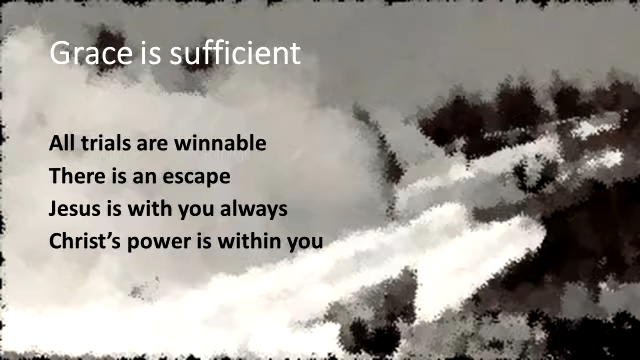 Grace is sufficient
All trials are winnable
There is an escape
Jesus is with you always
Christ’s power is within you